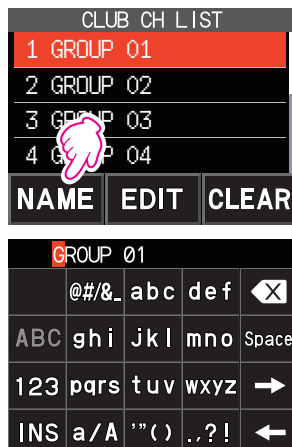 CLUB CH LIST
1 GROUP 01
2 GROUP 02
3 GROUP 03
4 GROUP 04
NAME EDIT CLEAR
GROUP 01
@#/&_ abc def X
ABC ghi jkl mno Space
123 pqrs tuv wxyz →
INS a/A '"() .,?! ←